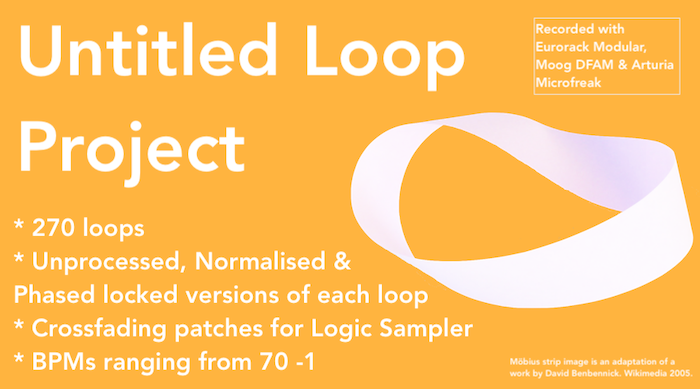 Untitled Loop
Project
Recorded with
Eurorack Modular,
Moog DFAM & Arturia
Microfreak
* 270 loops
* Unprocessed, Normalised &
Phased locked versions of each loop
* Crossfading patches for Logic Sampler
* BPMs ranging from 70 -1
Möbius strip image is an adaptation of a
work by David Benbennick. Wikimedia 2005.